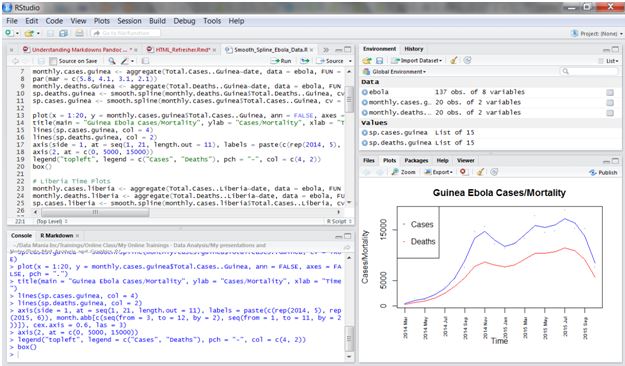 RStudio
File Edit Code View Plots Session Build Debug Tools Help
Go to file/function
Project: (None)
Understanding Markdowns Pandoc ... *
HTML_Refresher.Rmd*
Smooth_Spline_Ebola_Data.R
Source on Save
Run
Source
7 monthly.cases.guinea <- aggregate(Total.Cases..Guinea~date, data = ebola, FUN =
8 par(mar = c(5.8, 4.1, 3.1, 2.1))
9 monthly.deaths.Guinea <- aggregate(Total.Deaths..Guinea~date, data = ebola, FUN
10 sp.deaths.guinea <- smooth.spline(monthly.deaths.guinea$Total.Deaths..Guinea, cv
11 sp.cases.guinea <- smooth.spline(monthly.cases.guinea$Total.Cases..Guinea, cv =
12
13 plot(x = 1:20, y = monthly.cases.guinea$Total.Cases..Guinea, ann = FALSE, axes =
14 title(main = "Guinea Ebola Cases/Mortality", ylab = "Cases/Mortality", xlab = "T
15 lines(sp.cases.guinea, col = 4)
16 lines(sp.deaths.guinea, col = 2)
17 axis(side = 1, at = seq(1, 21, length.out = 11), labels = paste(c(rep(2014, 5),
18 axis(2, at = c(0, 5000, 15000))
19 legend("topleft", legend = c("Cases", "Deaths"), pch = "-", col = c(4, 2))
20 box()
21
22 # Liberia Time Plots
23 monthly.cases.liberia <- aggregate(Total.Cases..Liberia~date, data = ebola, FUN
24 monthly.deaths.liberia <- aggregate(Total.Deaths..Liberia~date, data = ebola, FU
25 sp.cases.liberia <- smooth.spline(monthly.cases.liberia$Total.Cases..Liberia, cv
26
22:1 (Top Level) R Script
Console R Markdown
~/Data Mania Inc/Trainings/Online Class/My Online Trainings - Data Analysis/My presentations and
E)
> plot(x = 1:20, y = monthly.cases.guinea$Total.Cases..Guinea, ann = FALSE, axes = FA
LSE, pch = ".")
> title(main = "Guinea Ebola Cases/Mortality", ylab = "Cases/Mortality", xlab = "Time
")
> lines(sp.cases.guinea, col = 4)
> lines(sp.deaths.guinea, col = 2)
> axis(side = 1, at = seq(1, 21, length.out = 11), labels = paste(c(rep(2014, 5), rep
(2015, 6)), month.abb[c(seq(from = 3, to = 12, by = 2), seq(from = 1, to = 11, by = 2
))]), cex.axis = 0.6, las = 3)
> axis(2, at = c(0, 5000, 15000))
> legend("topleft", legend = c("Cases", "Deaths"), pch = "-", col = c(4, 2))
> box()
>
Environment History
Import Dataset
List
Global Environment
Data
ebola 137 obs. of 8 variables
monthly.cases.g... 20 obs. of 2 variables
monthly.deaths.... 20 obs. of 2 variables
Values
sp.cases.guinea List of 15
sp.deaths.guinea List of 15
Files Plots Packages Help Viewer
Zoom Export Publish
Guinea Ebola Cases/Mortality
Cases
Deaths
Cases/Mortality
0 5000 15000
2014 Mar 2014 May 2014 Jul 2014 Sep 2014 Nov 2015 Jan 2015 Mar 2015 May 2015 Jul 2015 Sep
Time